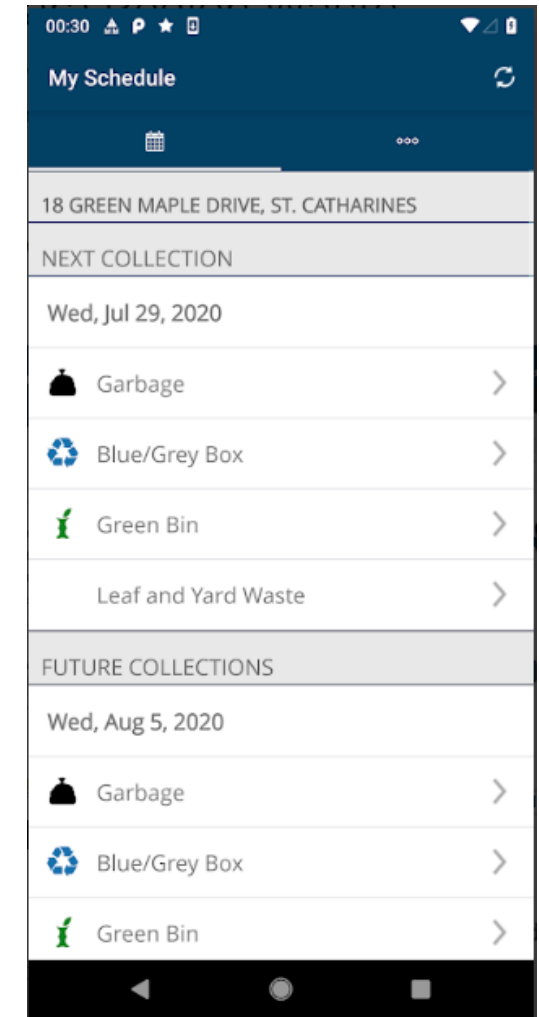 00:30
My Schedule
18 GREEN MAPLE DRIVE, ST. CATHARINES
NEXT COLLECTION
Wed, Jul 29, 2020
Garbage
Blue/Grey Box
Green Bin
Leaf and Yard Waste
FUTURE COLLECTIONS
Wed, Aug 5, 2020
Garbage
Blue/Grey Box
Green Bin